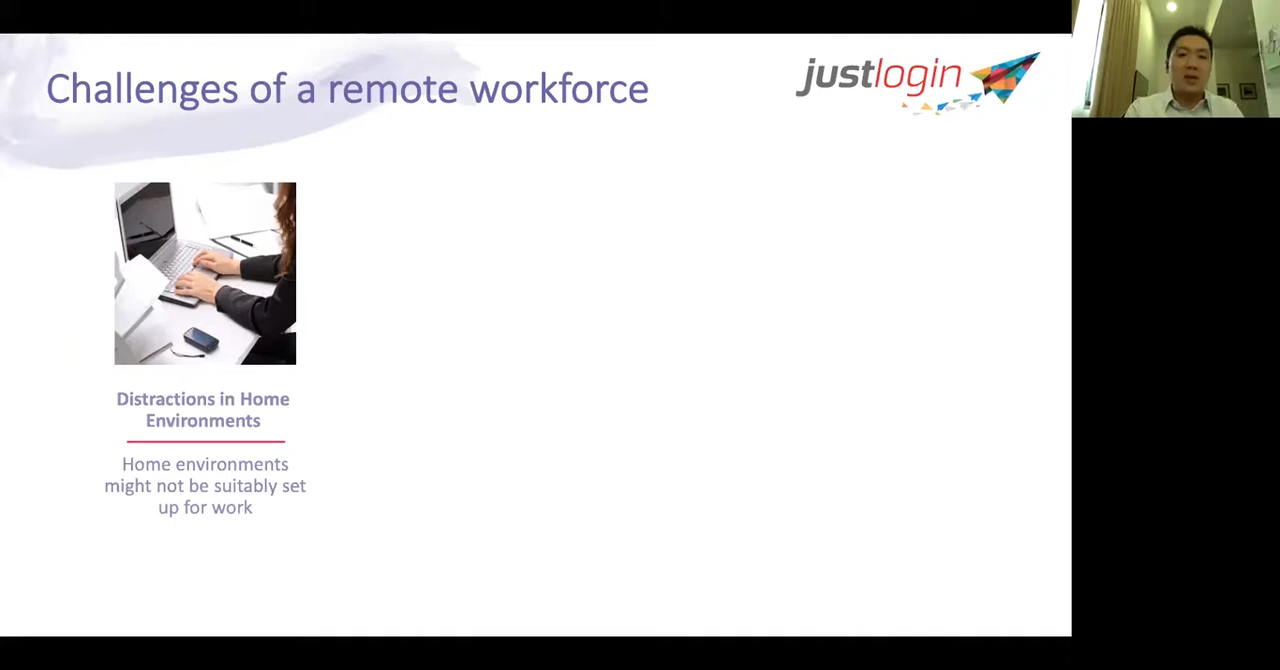 Challenges of a remote workforce
justlogin
Distractions in Home
Environments
Home environments
might not be suitably set
up for work